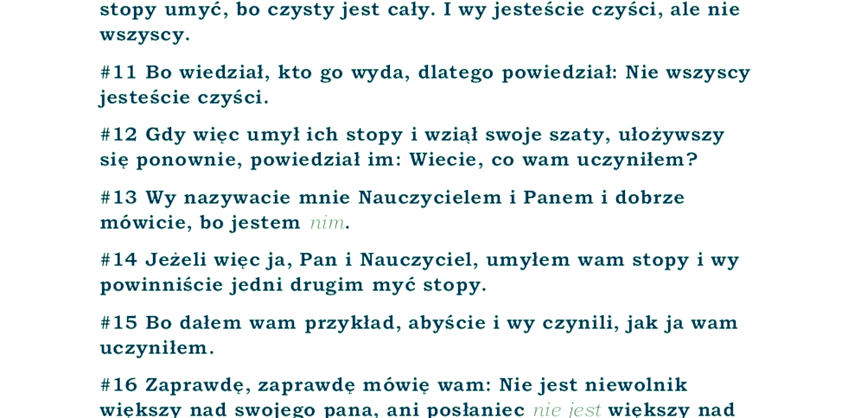 stopy umyć, bo czysty jest cały. I wy jesteście czyści, ale nie
wszyscy.
#11 Bo wiedział, kto go wyda, dlatego powiedział: Nie wszyscy
jesteście czyści.
#12 Gdy więc umył ich stopy i wziął swoje szaty, ułożywszy
się ponownie, powiedział im: Wiecie, co wam uczyniłem?
#13 Wy nazywacie mnie Nauczycielem i Panem i dobrze
mówicie, bo jestem nim.
#14 Jeżeli więc ja, Pan i Nauczyciel, umyłem wam stopy i wy
powinniście jedni drugim myć stopy.
#15 Bo dałem wam przykład, abyście i wy czynili, jak ja wam
uczyniłem.
#16 Zaprawdę, zaprawdę mówię wam: Nie jest niewolnik
większy nad swojego pana, ani posłaniec nie jest większy nad